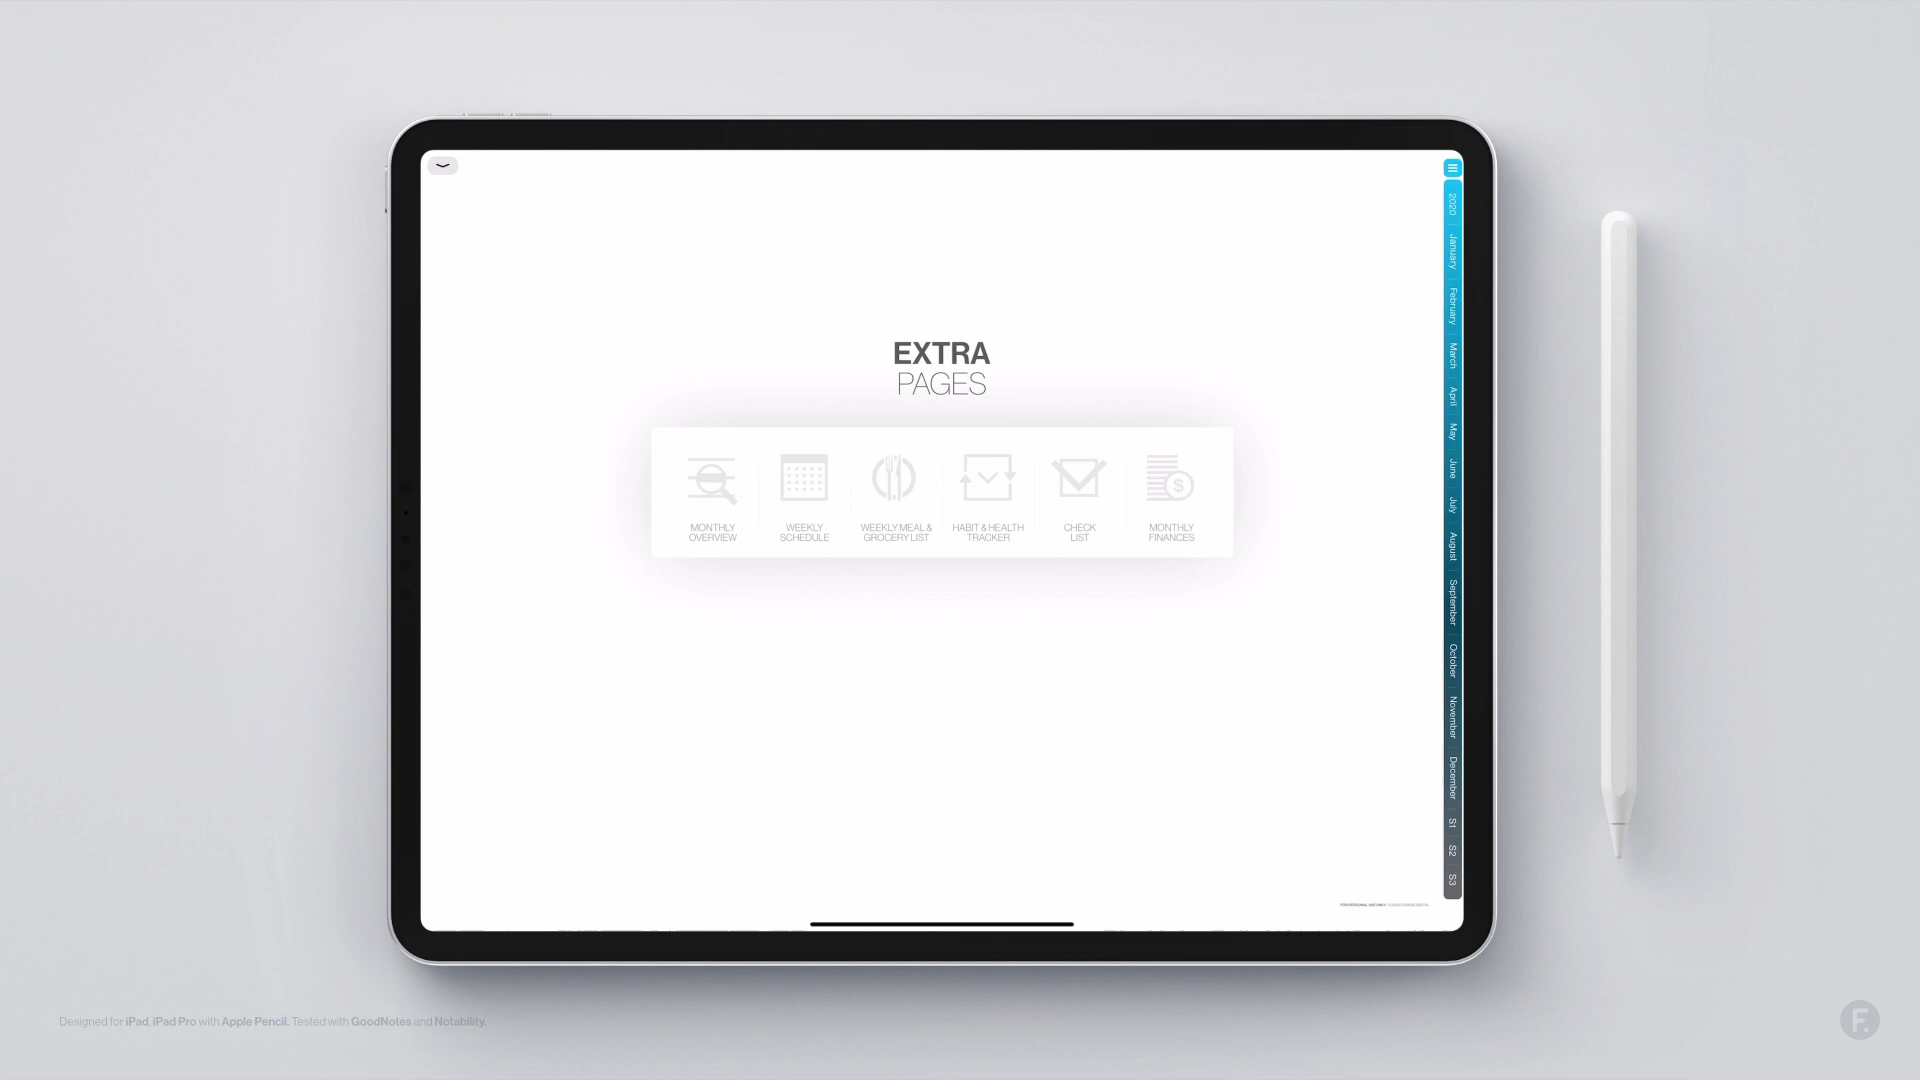 2020
January
February
March
April
May
June
July
August
September
October
November
December
S1
S2
S3
EXTRA
PAGES
MONTHLY
OVERVIEW
WEEKLY
SCHEDULE
WEEKLY MEAL &
GROCERY LIST
HABIT & HEALTH
TRACKER
CHECK
LIST
$
MONTHLY
FINANCES
Designed for iPad, iPad Pro with Apple Pencil. Tested with GoodNotes and Notability.
F.